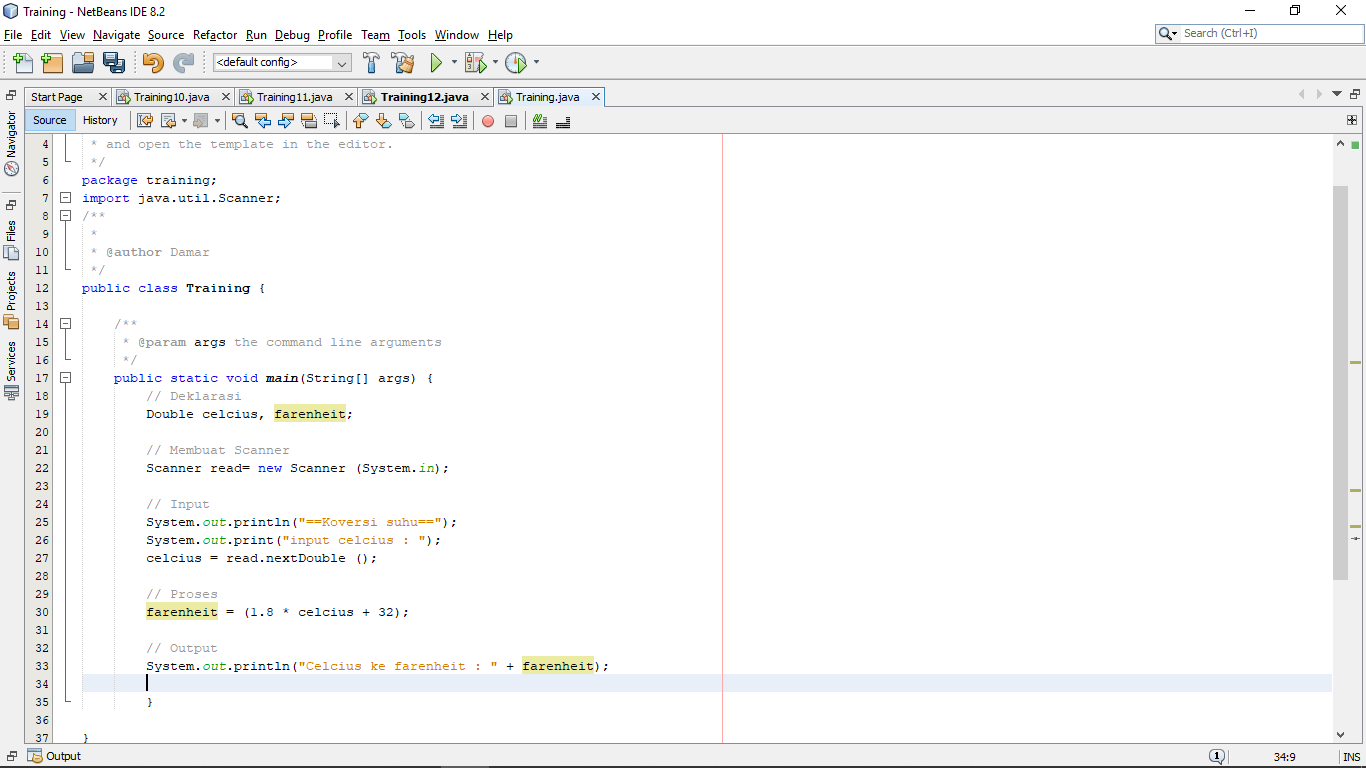 Training - NetBeans IDE 8.2
File Edit View Navigate Source Refactor Run Debug Profile Team Tools Window Help
Search (Ctrl+I)
<default config>
Start Page Training10.java Training11.java Training12.java Training.java
Source History
Navigator
Files
Projects
Services
4 * and open the template in the editor.
5 */
6 package training;
7 import java.util.Scanner;
8 /**
9 *
10 * @author Damar
11 */
12 public class Training {
13
14 /**
15 * @param args the command line arguments
16 */
17 public static void main(String[] args) {
18 // Deklarasi
19 Double celcius, farenheit;
20
21 // Membuat Scanner
22 Scanner read= new Scanner (System.in);
23
24 // Input
25 System.out.println("==Koversi suhu==");
26 System.out.print("input celcius : ");
27 celcius = read.nextDouble ();
28
29 // Proses
30 farenheit = (1.8 * celcius + 32);
31
32 // Output
33 System.out.println("Celcius ke farenheit : " + farenheit);
34
35 }
36
37 }
Output
1
34:9
INS